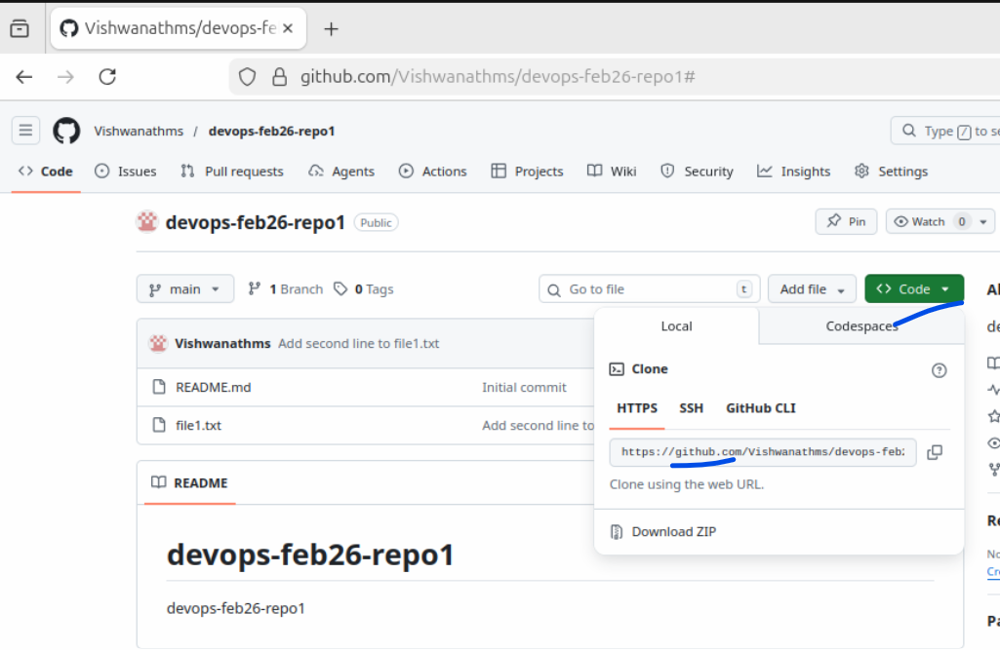 Vishwanathms/devops-fe
github.com/Vishwanathms/devops-feb26-repo1#
Vishwanathms / devops-feb26-repo1
Type / to se
Code Issues Pull requests Agents Actions Projects Wiki Security Insights Settings
devops-feb26-repo1 Public
Pin Watch 0
main 1 Branch 0 Tags
Go to file t Add file Code
Local Codespaces
Vishwanathms Add second line to file1.txt
Clone
README.md Initial commit
HTTPS SSH GitHub CLI
file1.txt Add second line to
https://github.com/Vishwanathms/devops-feb
Clone using the web URL.
README
Download ZIP
devops-feb26-repo1
devops-feb26-repo1